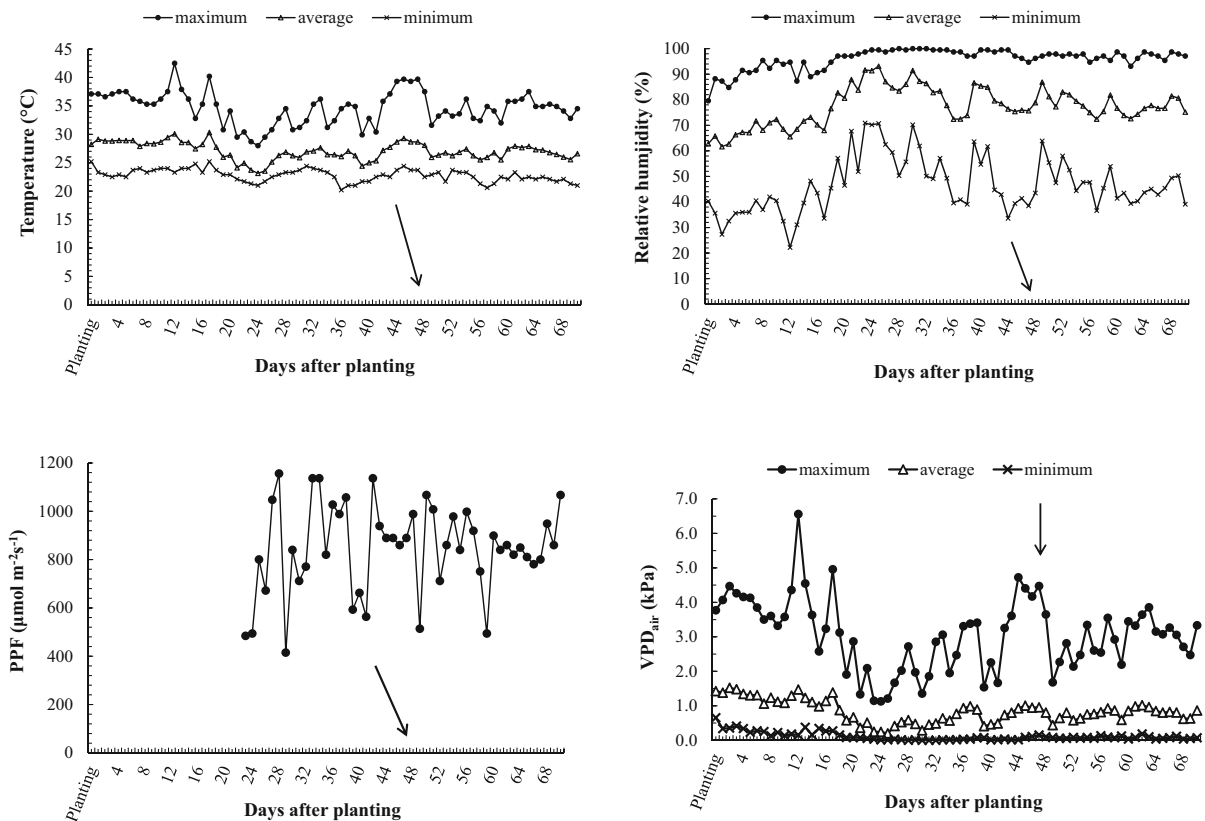 maximum average minimum
Temperature (°C)
45
40
35
30
25
20
15
10
5
0
Planting 4 8 12 16 20 24 28 32 36 40 44 48 52 56 60 64 68
Days after planting
maximum average minimum
Relative humjidity (%)
100
90
80
70
60
50
40
30
20
10
0
Planting 4 8 12 16 20 24 28 32 36 40 44 48 52 56 60 64 68
Days after planting
PPF (μmol m⁻²s⁻¹)
1200
1000
800
600
400
200
0
Planting 4 8 12 16 20 24 28 32 36 40 44 48 52 56 60 64 68
Days after planting
maximum average minimum
VPDair (kPa)
7.0
6.0
5.0
4.0
3.0
2.0
1.0
0.0
Planting 4 8 12 16 20 24 28 32 36 40 44 48 52 56 60 64 68
Days after planting